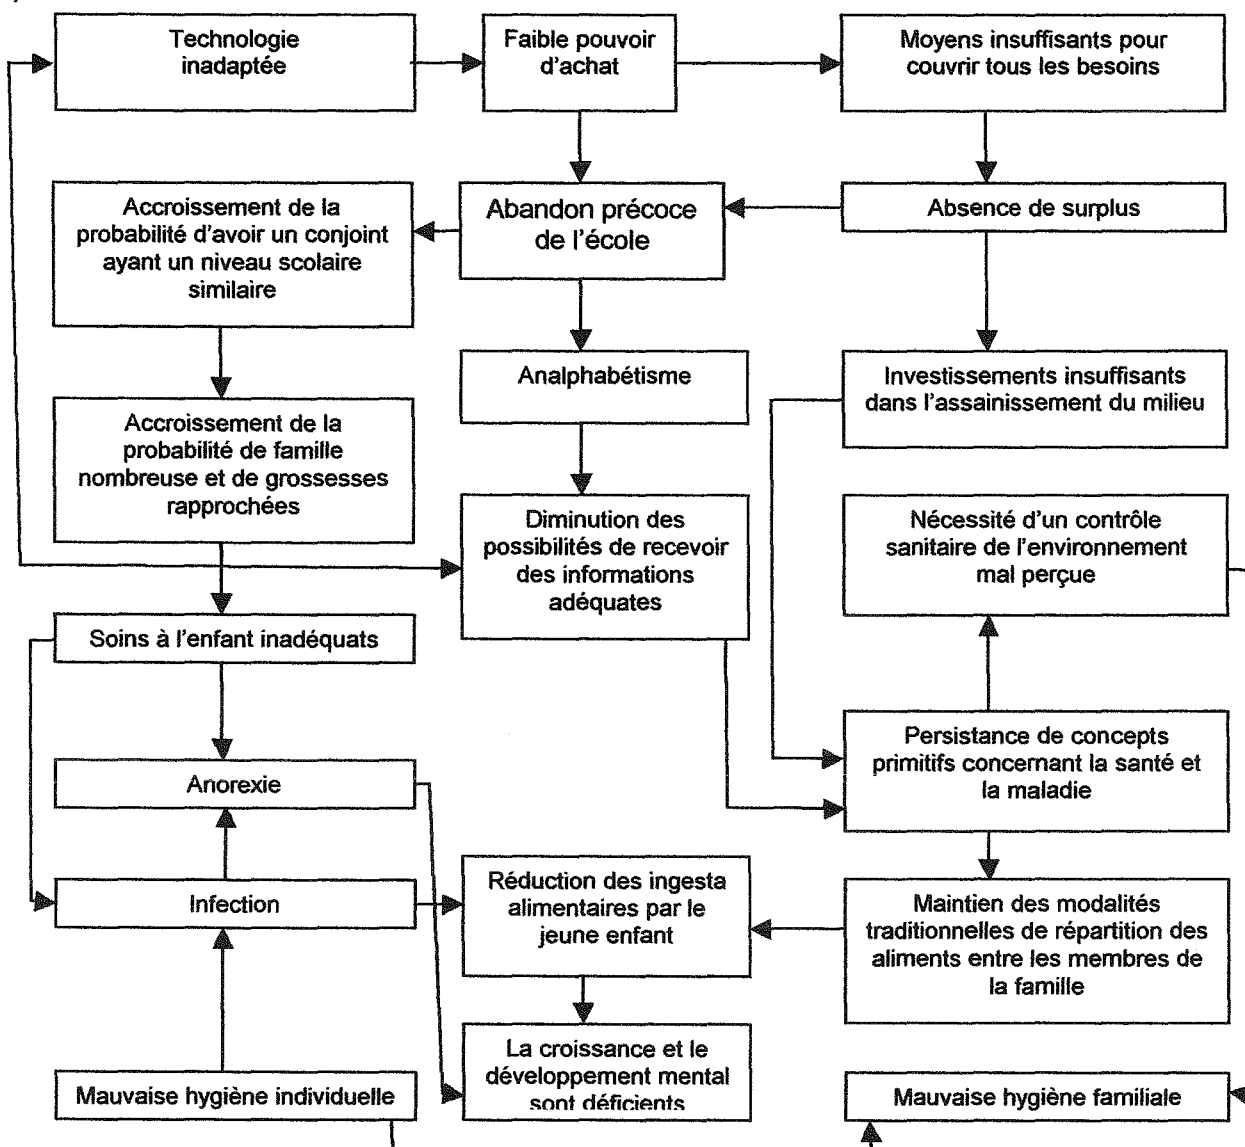 Technologie
inadaptée
Faible pouvoir
d'achat
Moyens insuffisants pour
couvrir tous les besoins
Accroissement de la
probabilité d'avoir un conjoint
ayant un niveau scolaire
similaire
Abandon précoce
de l'école
Absence de surplus
Analphabétisme
Investissements insuffisants
dans l'assainissement du milieu
Accroissement de la
probabilité de famille
nombreuse et de grossesses
rapprochées
Diminution des
possibilités de recevoir
des informations
adéquates
Nécessité d'un contrôle
sanitaire de l'environnement
mal perçue
Soins à l'enfant inadéquats
Persistance de concepts
primitifs concernant la santé et
la maladie
Anorexie
Infection
Réduction des ingesta
alimentaires par le
jeune enfant
Maintien des modalités
traditionnelles de répartition des
aliments entre les membres de
la famille
La croissance et le
développement mental
sont déficients
Mauvaise hygiène individuelle
Mauvaise hygiène familiale